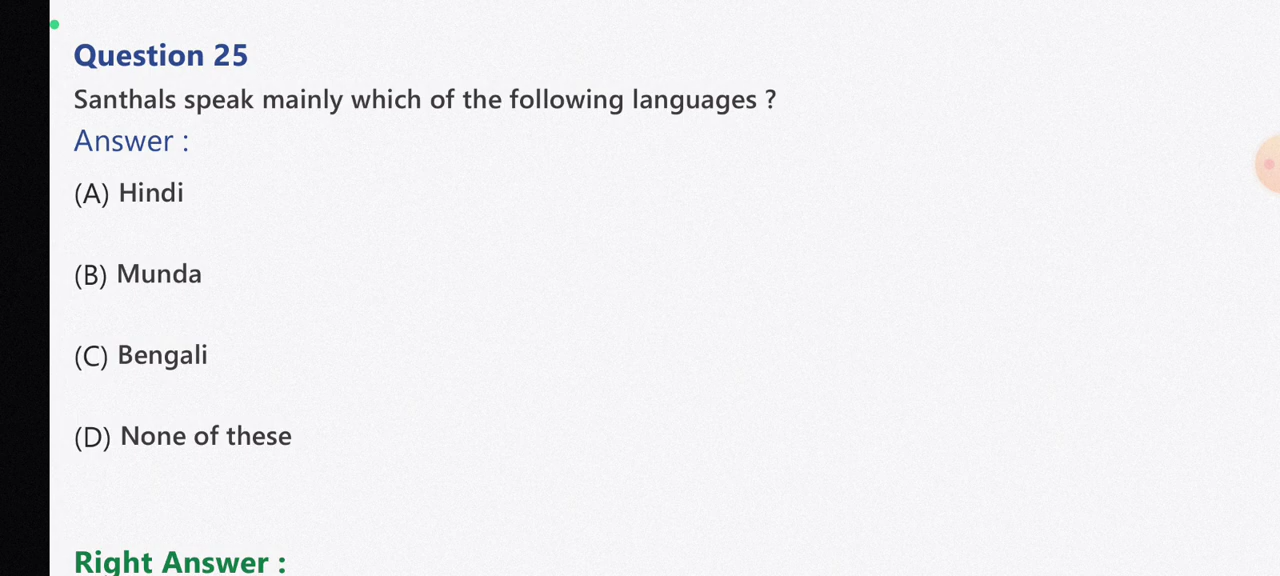 Question 25
Santhals speak mainly which of the following languages ?
Answer :
(A) Hindi
(B) Munda
(C) Bengali
(D) None of these
Right Answer :